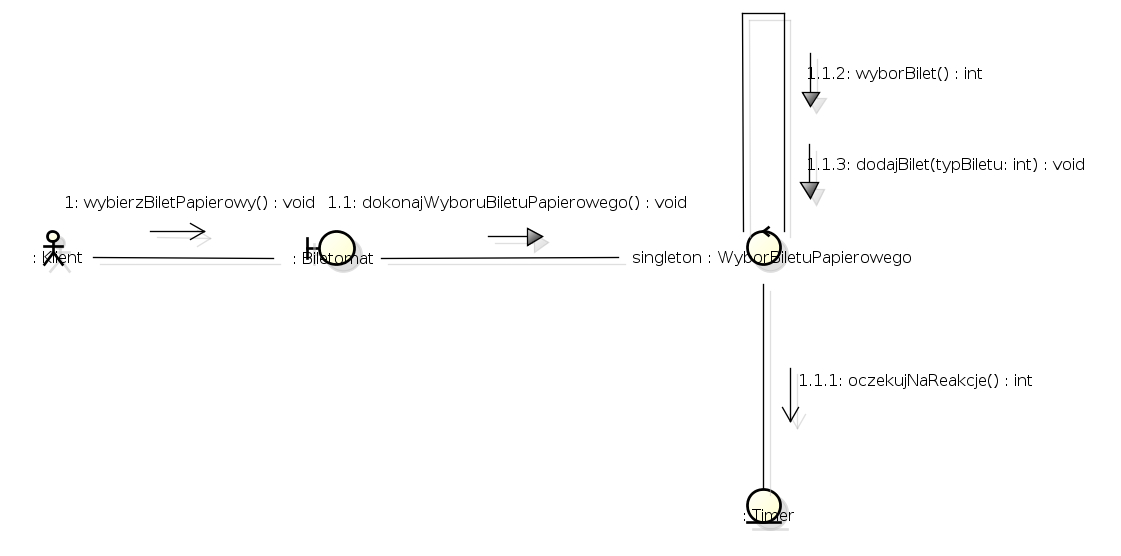 1.1.2: wyborBilet() : int
1.1.3: dodajBilet(typBiletu: int) : void
1: wybierzBiletPapierowy() : void
1.1: dokonajWyboruBiletuPapierowego() : void
: Klient
: Biletomat
singleton : WyborBiletuPapierowego
1.1.1: oczekujNaReakcje() : int
: Timer